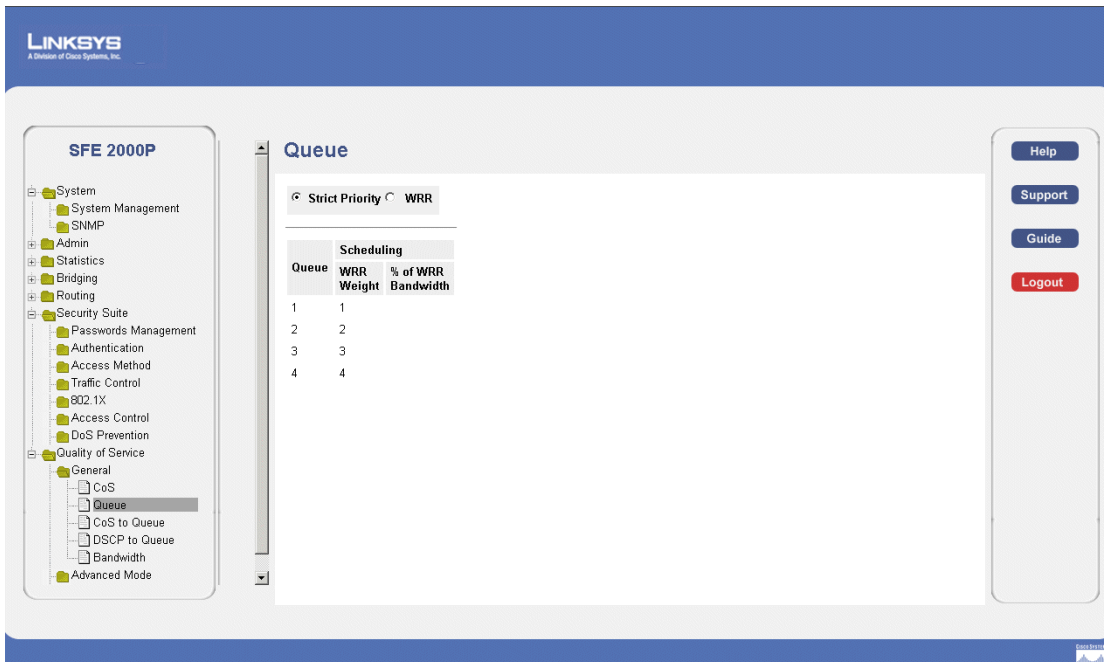 LINKSYS
A Division of Cisco Systems, Inc.
SFE 2000P
System
System Management
SNMP
Admin
Statistics
Bridging
Routing
Security Suite
Passwords Management
Authentication
Access Method
Traffic Control
802.1X
Access Control
DoS Prevention
Quality of Service
General
CoS
Queue
CoS to Queue
DSCP to Queue
Bandwidth
Advanced Mode
Queue
Strict Priority WRR
Scheduling
Queue WRR Weight % of WRR Bandwidth
1 1
2 2
3 3
4 4
Help
Support
Guide
Logout